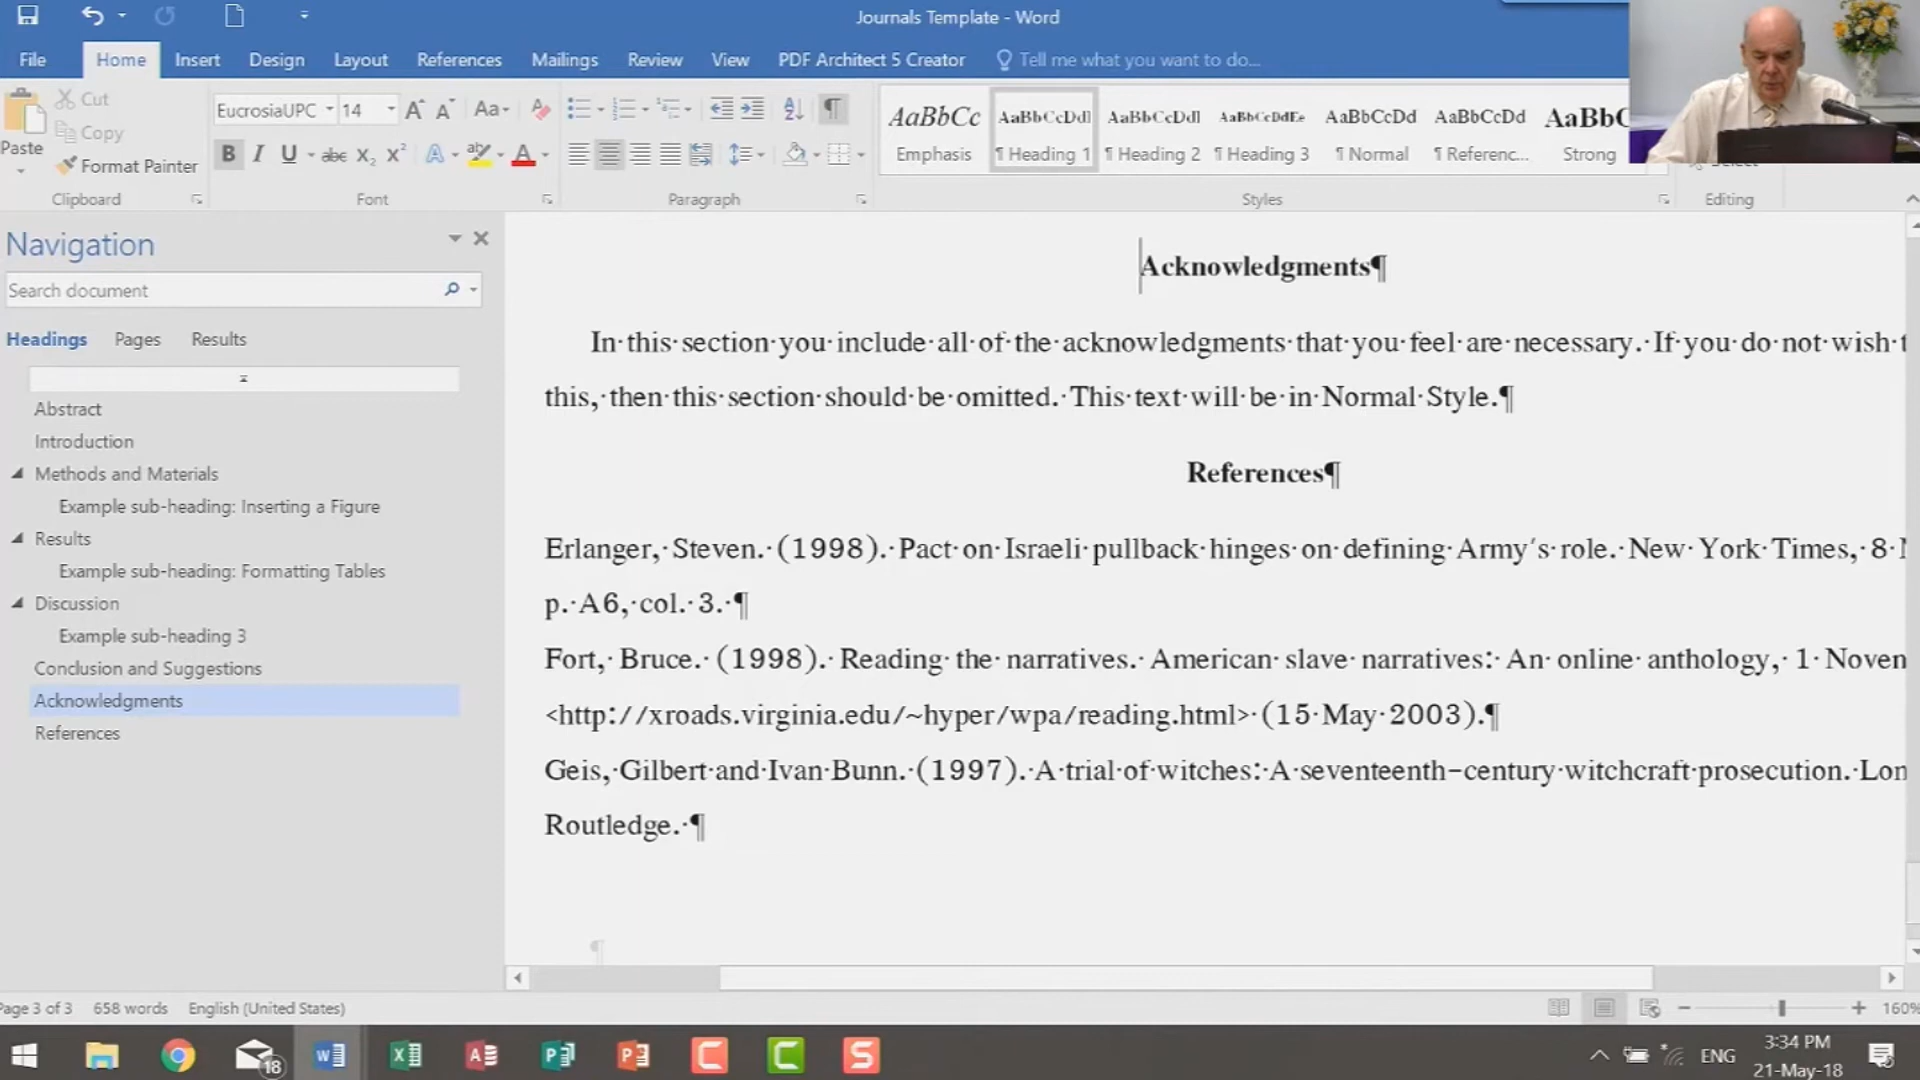 Journals Template - Word
File Home Insert Design Layout References Mailings Review View PDF Architect 5 Creator Tell me what you want to do...
Paste
Cut
Copy
Format Painter
Clipboard
EucrosiaUPC 14
Font
Paragraph
AaBbCc AaBbCcDdl AaBbCcDdl AaBbCcDdEe AaBbCcDd AaBbCcDd AaBbC
Emphasis ¶ Heading 1 ¶ Heading 2 ¶ Heading 3 ¶ Normal ¶ Referenc... Strong
Styles
Editing
Navigation
Search document
Headings Pages Results
Abstract
Introduction
Methods and Materials
Example sub-heading: Inserting a Figure
Results
Example sub-heading: Formatting Tables
Discussion
Example sub-heading 3
Conclusion and Suggestions
Acknowledgments
References
Acknowledgments¶
In·this·section·you·include·all·of·the·acknowledgments·that·you·feel·are·necessary.·If·you·do·not·wish
this,·then·this·section·should·be·omitted.·This·text·will·be·in·Normal·Style.¶
References¶
Erlanger,·Steven.·(1998).·Pact·on·Israeli·pullback·hinges·on·defining·Army's·role.·New·York·Times,·8
p.·A6,·col.·3.·¶
Fort,·Bruce.·(1998).·Reading·the·narratives.·American·slave·narratives:·An·online·anthology,·1·Noven
<http://xroads.virginia.edu/~hyper/wpa/reading.html>·(15·May·2003).¶
Geis,·Gilbert·and·Ivan·Bunn.·(1997).·A·trial·of·witches:·A·seventeenth-century·witchcraft·prosecution.·Lon
Routledge.·¶
¶
Page 3 of 3 658 words English (United States)
160%
18
ENG
3:34 PM
21-May-18